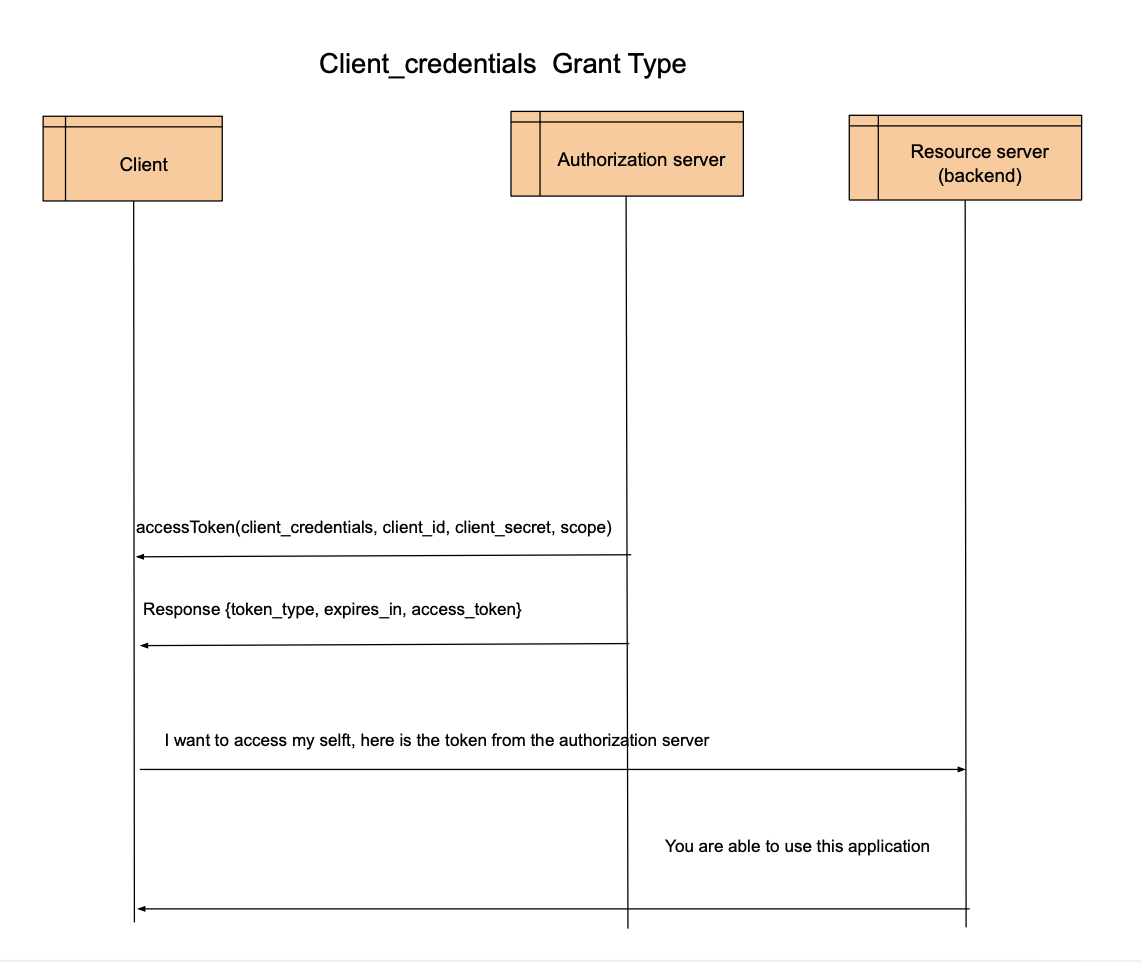 Client_credentials  Grant Type
Client
Authorization server
Resource server
(backend)
accessToken(client_credentials, client_id, client_secret, scope)
Response {token_type, expires_in, access_token}
I want to access my selft, here is the token from the authorization server
You are able to use this application